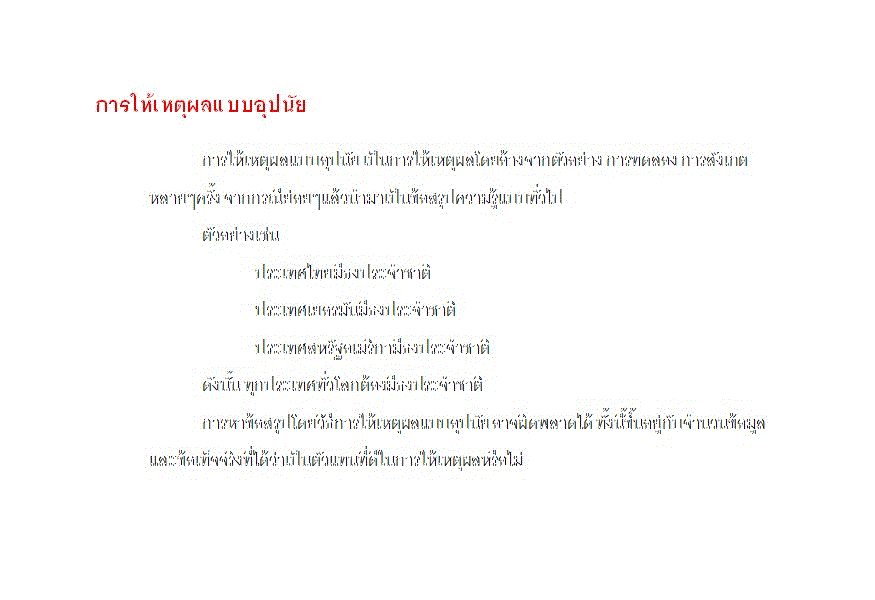 การให้เหตุผลแบบอุปนัย
การให้เหตุผลแบบอุปนัย เป็นการให้เหตุผลโดยอ้างจากตัวอย่าง การทดลอง การสังเกต
หลายๆครั้ง จากกรณีย่อยๆแล้วนำมาเป็นข้อสรุปความรู้แบบทั่วไป
ตัวอย่างเช่น
ประเทศไทยมีธงประจำชาติ
ประเทศเยอรมันมีธงประจำชาติ
ประเทศสหรัฐอเมริกามีธงประจำชาติ
ดังนั้น ทุกประเทศทั่วโลกต้องมีธงประจำชาติ
การหาข้อสรุปโดยวิธีการให้เหตุผลแบบอุปนัย อาจผิดพลาดได้ ทั้งนี้ขึ้นอยู่กับจำนวนข้อมูล
และข้อเท็จจริงที่ได้ว่าเป็นตัวแทนที่ดีในการให้เหตุผลหรือไม่